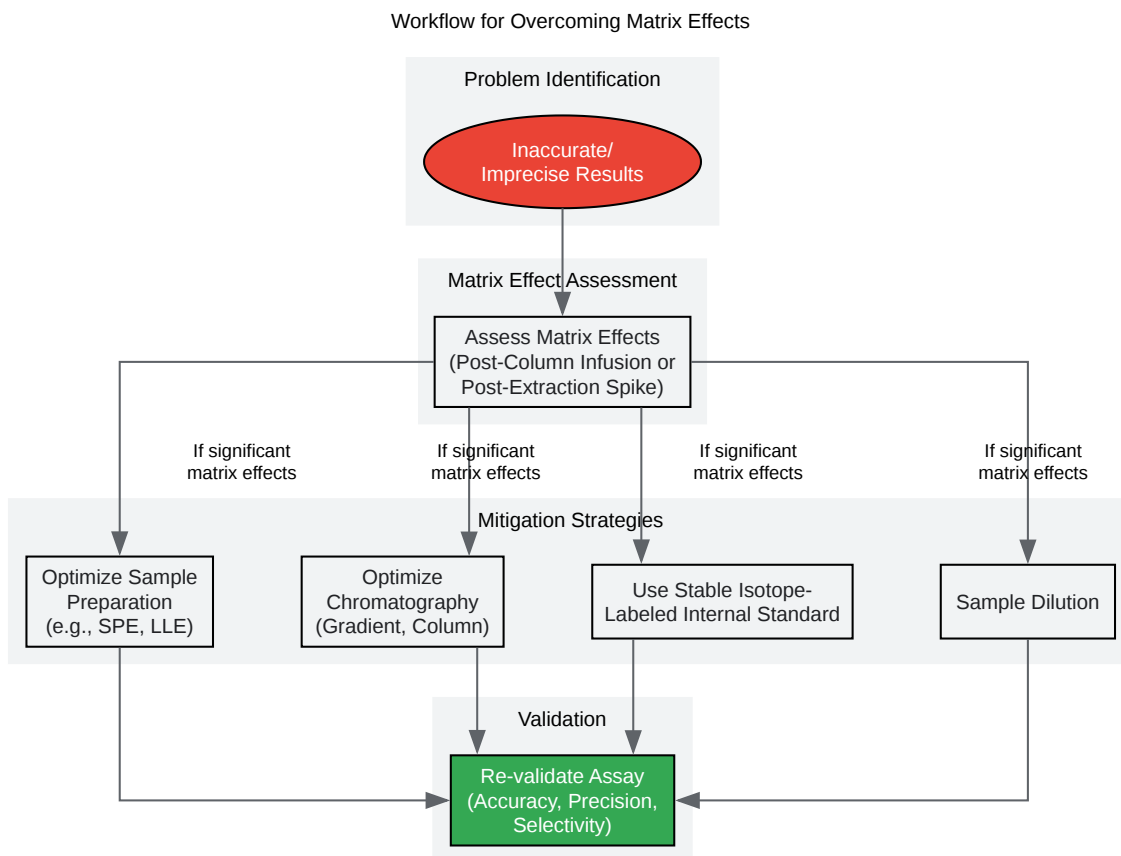 Workflow for Overcoming Matrix Effects
Problem Identification
Inaccurate/
Imprecise Results
Matrix Effect Assessment
Assess Matrix Effects
(Post-Column Infusion or
Post-Extraction Spike)
If significant
matrix effects
If significant
matrix effects
If significant
matrix effects
If significant
matrix effects
Mitigation Strategies
Optimize Sample
Preparation
(e.g., SPE, LLE)
Optimize
Chromatography
(Gradient, Column)
Use Stable Isotope-
Labeled Internal Standard
Sample Dilution
Validation
Re-validate Assay
(Accuracy, Precision,
Selectivity)